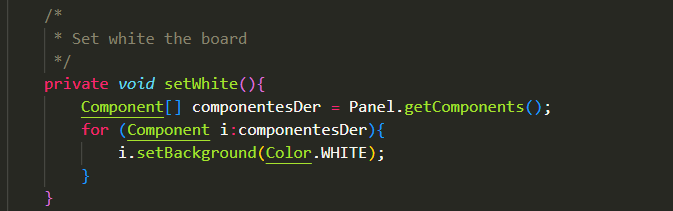 /*
* Set white the board
*/
private void setWhite(){
Component[] componentesDer = Panel.getComponents();
for (Component i:componentesDer){
i.setBackground(Color.WHITE);
}
}